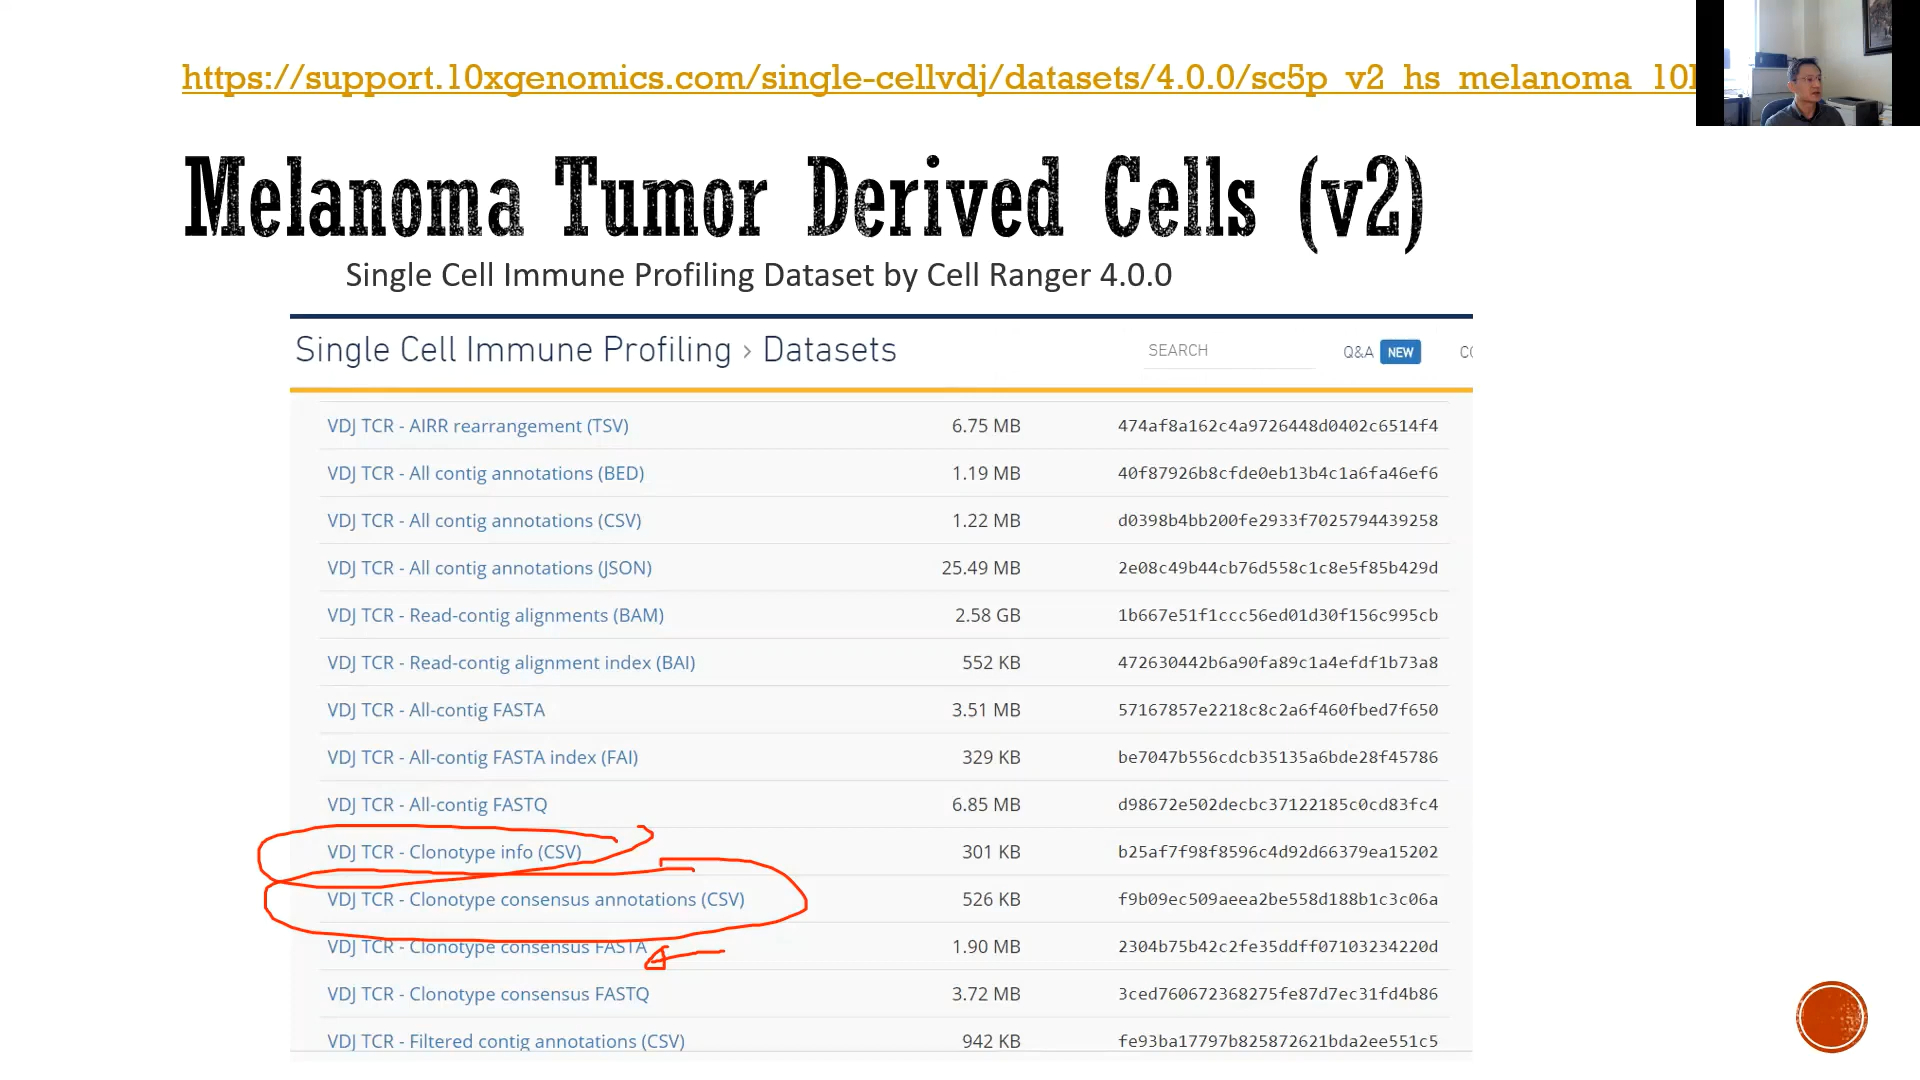 https://support.10xgenomics.com/single-cellvdj/datasets/4.0.0/sc5p_v2_hs_melanoma_10
Melanoma Tumor Derived Cells (v2)
Single Cell Immune Profiling Dataset by Cell Ranger 4.0.0
Single Cell Immune Profiling › Datasets SEARCH Q&A NEW
VDJ TCR - AIRR rearrangement (TSV) 6.75 MB 474af8a162c4a9726448d0402c6514f4
VDJ TCR - All contig annotations (BED) 1.19 MB 40f87926b8cfde0eb13b4c1a6fa46ef6
VDJ TCR - All contig annotations (CSV) 1.22 MB d0398b4bb200fe2933f7025794439258
VDJ TCR - All contig annotations (JSON) 25.49 MB 2e08c49b44cb76d558c1c8e5f85b429d
VDJ TCR - Read-contig alignments (BAM) 2.58 GB 1b667e51f1ccc56ed01d30f156c995cb
VDJ TCR - Read-contig alignment index (BAI) 552 KB 472630442b6a90fa89c1a4efdf1b73a8
VDJ TCR - All-contig FASTA 3.51 MB 57167857e2218c8c2a6f460fbed7f650
VDJ TCR - All-contig FASTA index (FAI) 329 KB be7047b556cdcb35135a6bde28f45786
VDJ TCR - All-contig FASTQ 6.85 MB d98672e502decbc37122185c0cd83fc4
VDJ TCR - Clonotype info (CSV) 301 KB b25af7f98f8596c4d92d66379ea15202
VDJ TCR - Clonotype consensus annotations (CSV) 526 KB f9b09ec509aeea2be558d188b1c3c06a
VDJ TCR - Clonotype consensus FASTA 1.90 MB 2304b75b42c2fe35ddff07103234220d
VDJ TCR - Clonotype consensus FASTQ 3.72 MB 3ced760672368275fe87d7ec31fd4b86
VDJ TCR - Filtered contig annotations (CSV) 942 KB fe93ba17797b825872621bda2ee551c5